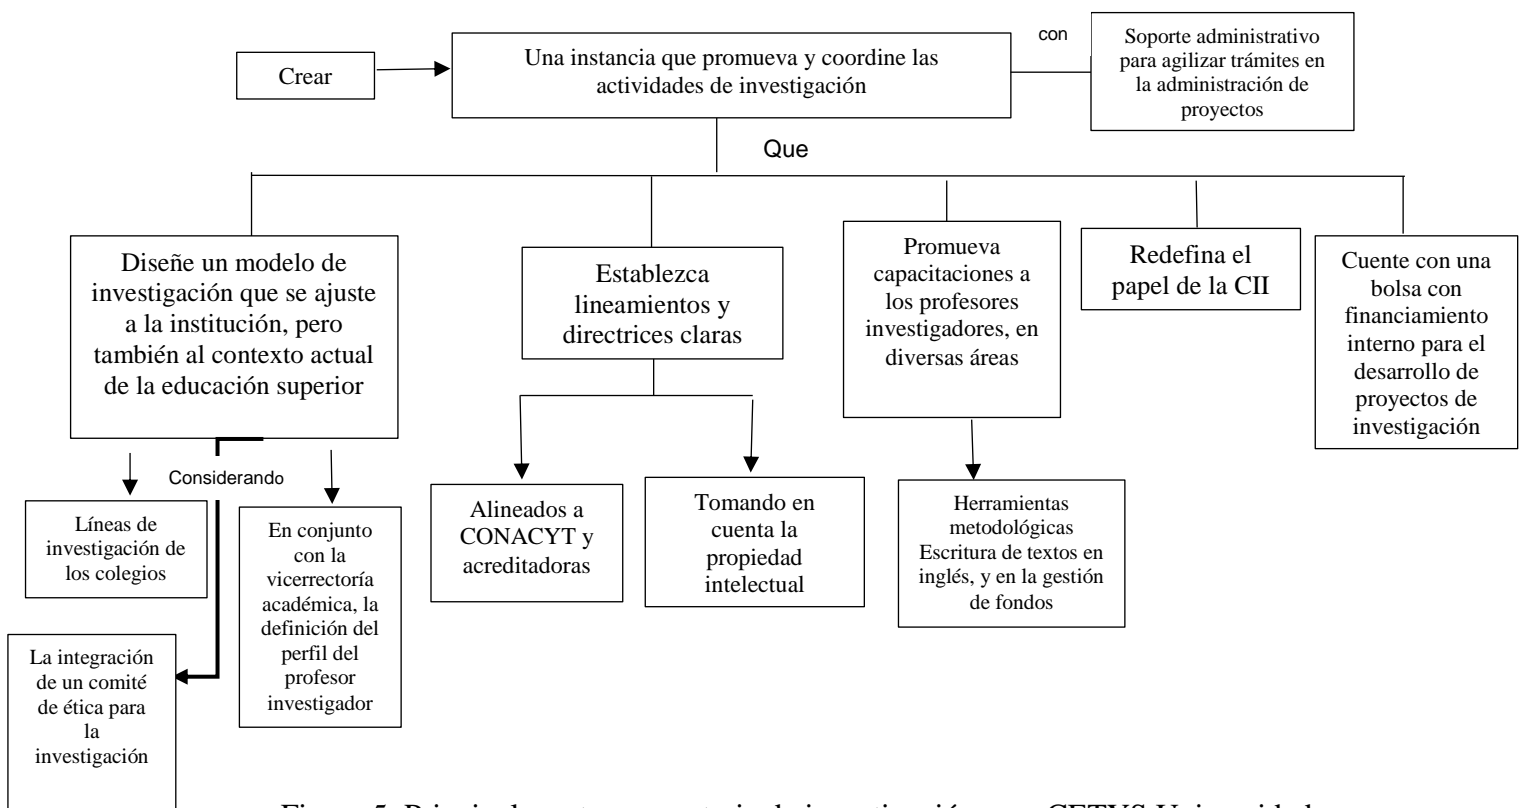 Crear
Una instancia que promueva y coordine las
actividades de investigación
con
Soporte administrativo
para agilizar trámites en
la administración de
proyectos
Que
Diseñe un modelo de
investigación que se ajuste
a la institución, pero
también al contexto actual
de la educación superior
Establezca
lineamientos y
directrices claras
Promueva
capacitaciones a
los profesores
investigadores, en
diversas áreas
Redefina el
papel de la CII
Cuente con una
bolsa con
financiamiento
interno para el
desarrollo de
proyectos de
investigación
Considerando
Líneas de
investigación de
los colegios
En conjunto
con la
vicerrectoría
académica, la
definición del
perfil del
profesor
investigador
La integración
de un comité
de ética para
la
investigación
Alineados a
CONACYT y
acreditadoras
Tomando en
cuenta la
propiedad
intelectual
Herramientas
metodológicas
Escritura de textos en
inglés, y en la gestión
de fondos